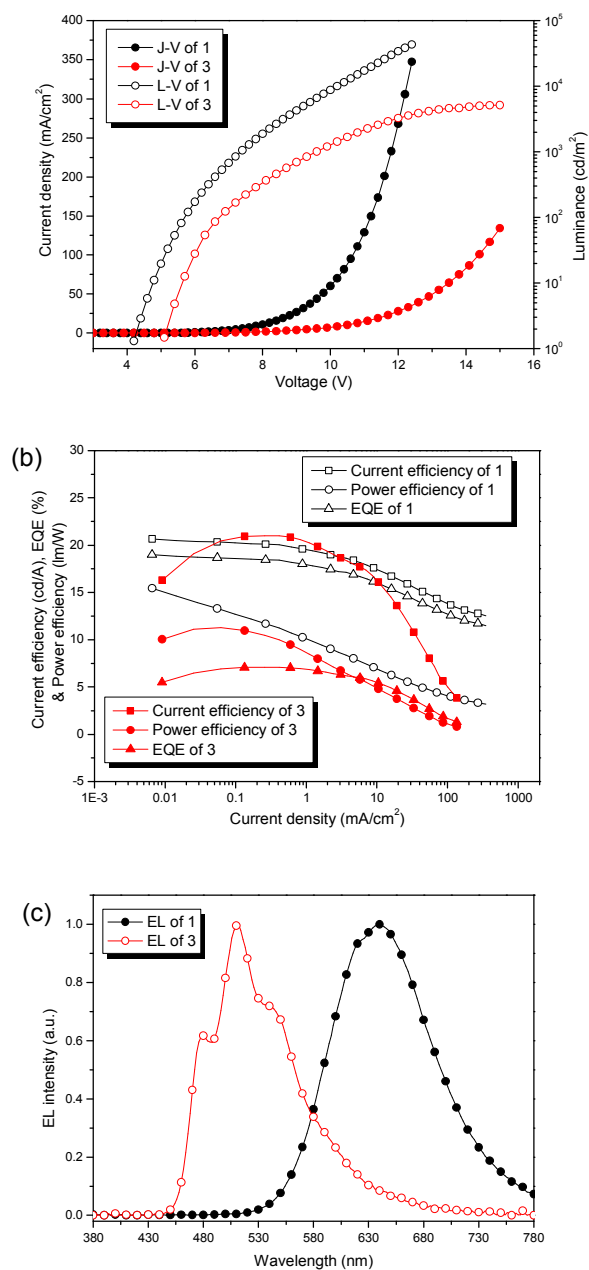 400
350
300
250
200
150
100
50
0
Current density (mA/cm²)
J-V of 1
J-V of 3
L-V of 1
L-V of 3
10⁵
10⁴
10³
10²
10¹
10⁰
Luminance (cd/m²)
4 6 8 10 12 14 16
Voltage (V)
(b)
30
25
20
15
10
5
0
-5
Current efficiency (cd/A), EQE (%)
& Power efficiency (lm/W)
Current efficiency of 1
Power efficiency of 1
EQE of 1
Current efficiency of 3
Power efficiency of 3
EQE of 3
1E-3 0.01 0.1 1 10 100 1000
Current density (mA/cm²)
(c)
1.0
0.8
0.6
0.4
0.2
0.0
EL intensity (a.u.)
EL of 1
EL of 3
380 430 480 530 580 630 680 730 780
Wavelength (nm)